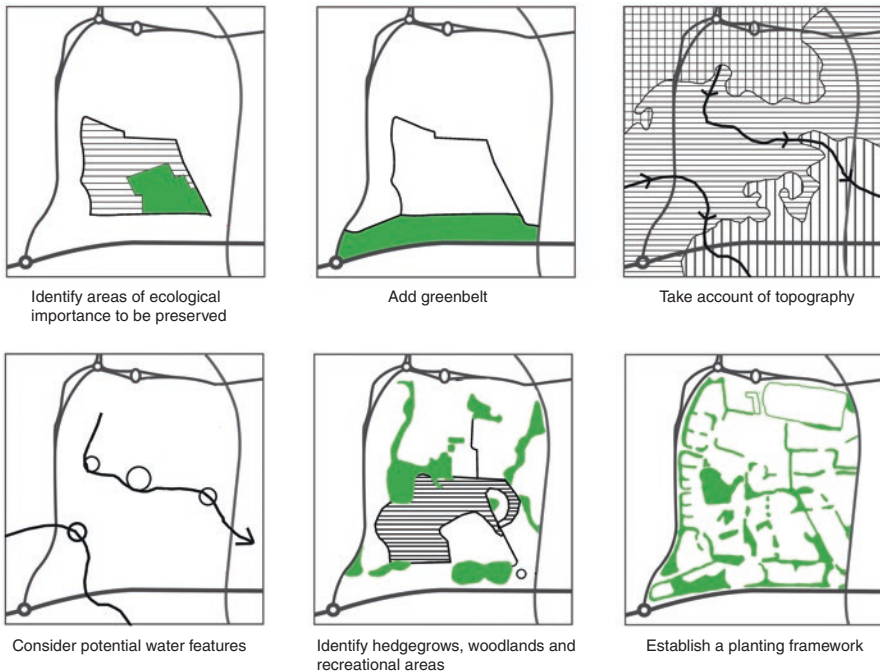 Identify areas of ecological
importance to be preserved
Add greenbelt
Take account of topography
Consider potential water features
Identify hedgegrows, woodlands and
recreational areas
Establish a planting framework